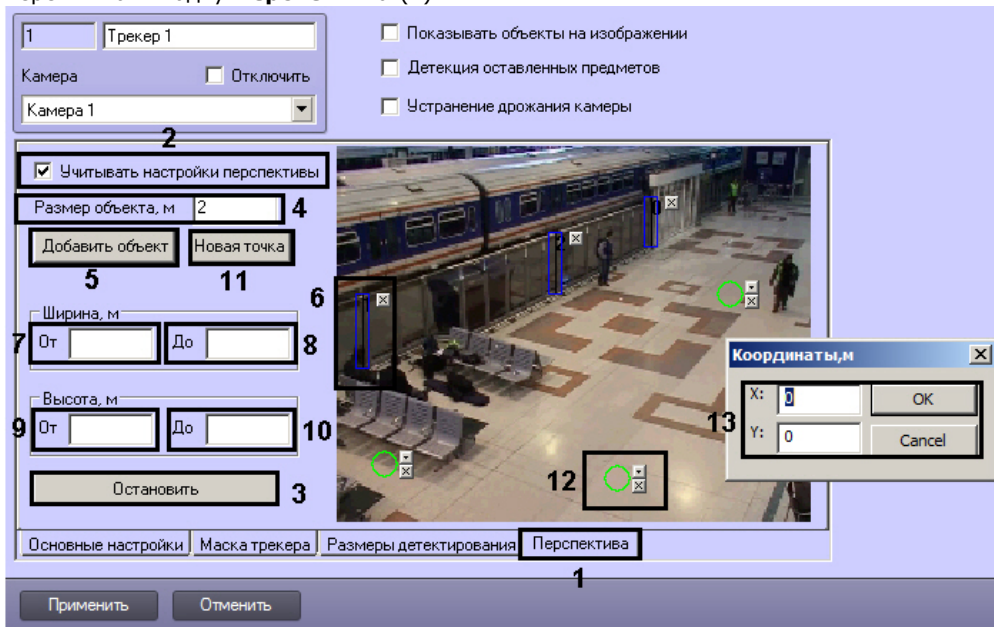 1 Трекер 1
Показывать объекты на изображении
Камера Отключить
Детекция оставленных предметов
Камера 1
Устранение дрожания камеры
2
Учитывать настройки перспективы
Размер объекта, м 2 4
Добавить объект Новая точка
5 11
6
Ширина, м
7 От До 8
Высота, м
9 От До 10
Остановить 3
0
2
1
12
Координаты,м
X: 0 OK
13
Y: 0 Cancel
Основные настройки Маска трекера Размеры детектирования Перспектива
1
Применить Отменить